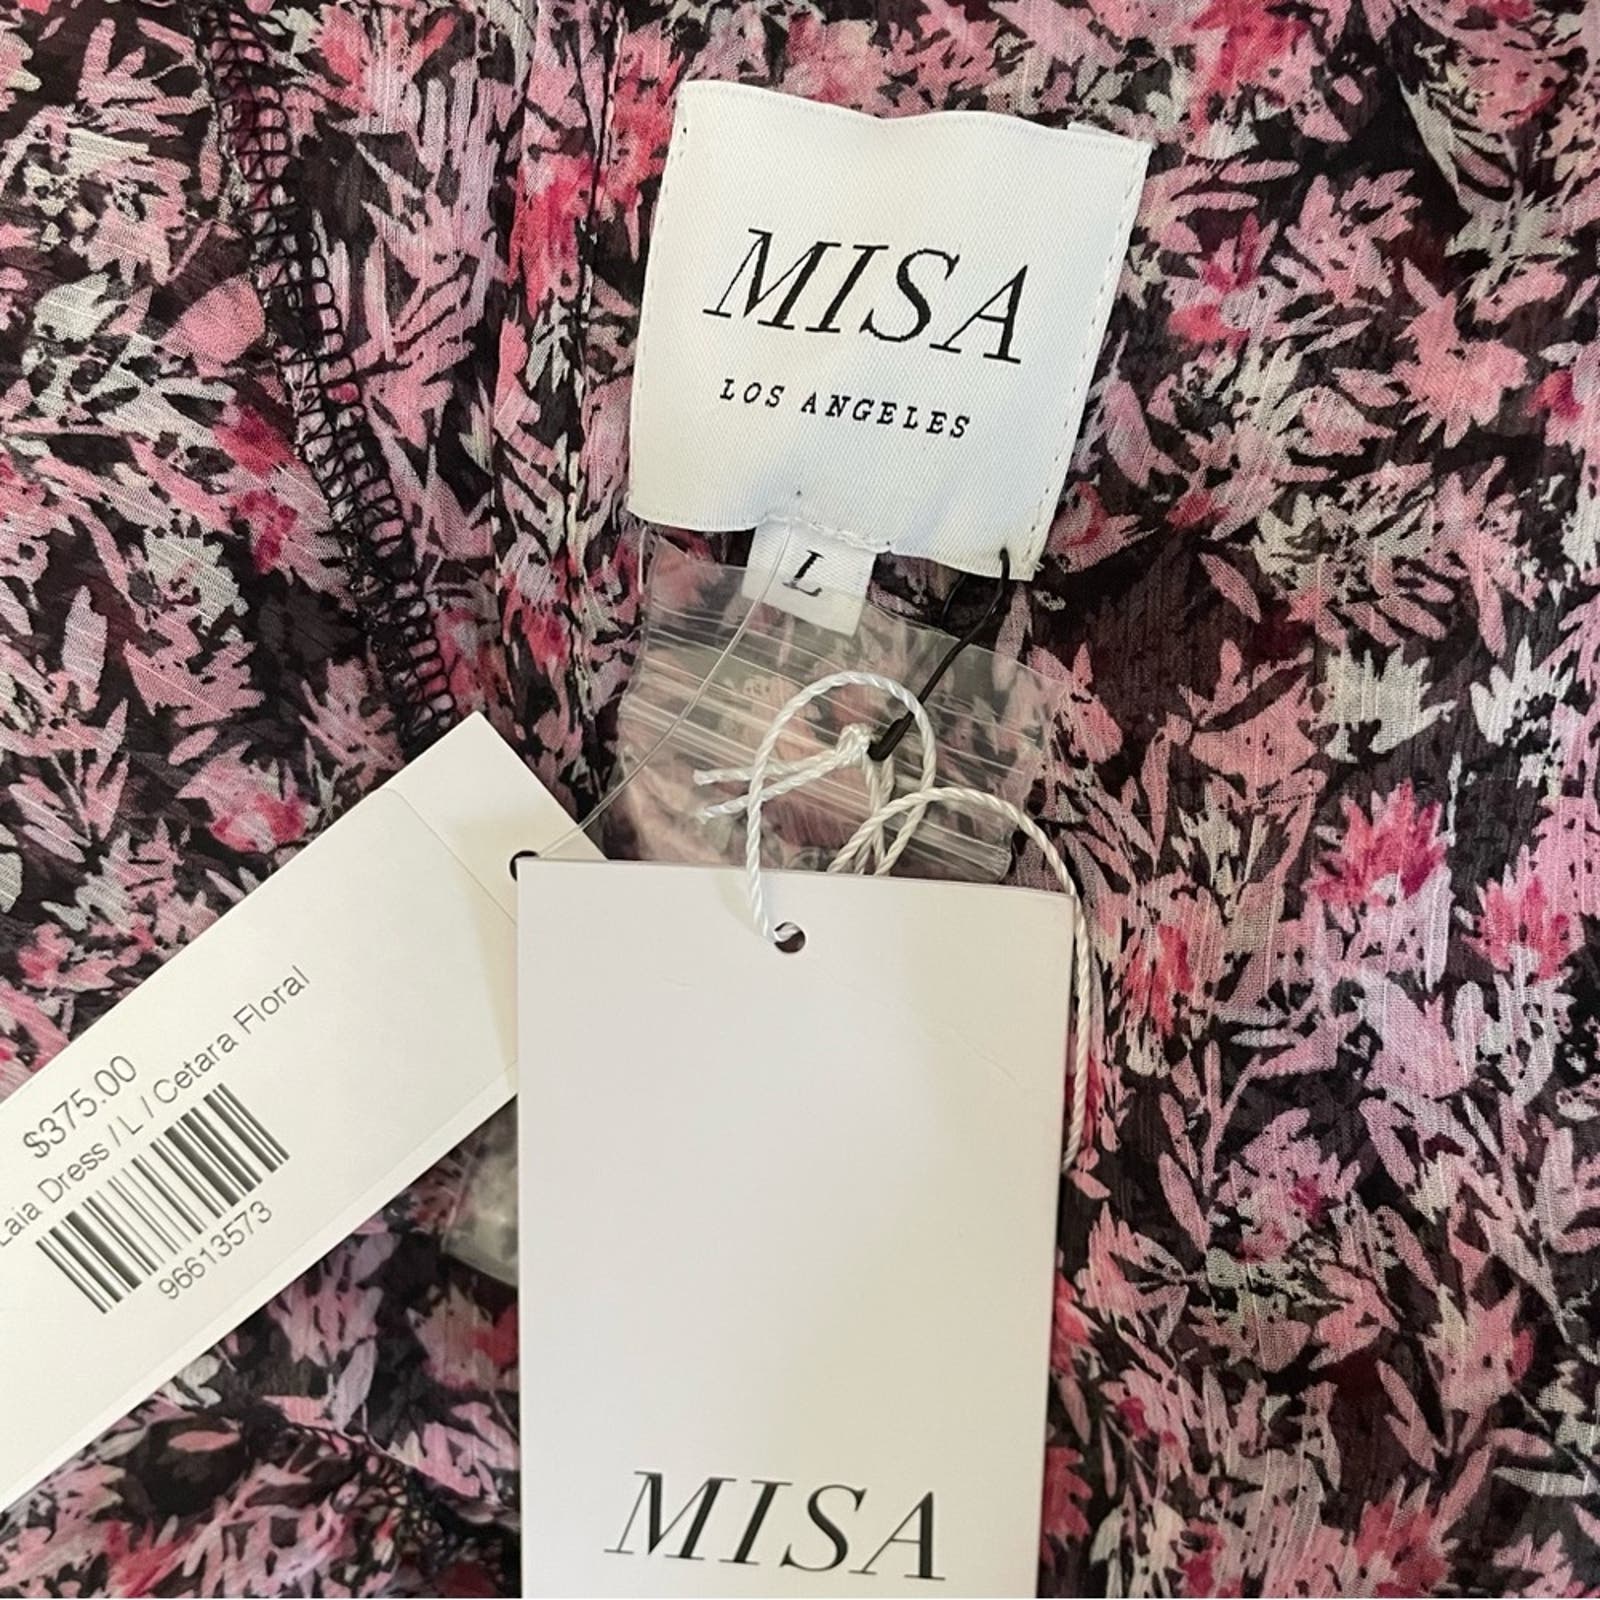 MISA
LOS ANGELES
L
$375.00
Laia Dress / L / Cetara Floral
96613573
MISA